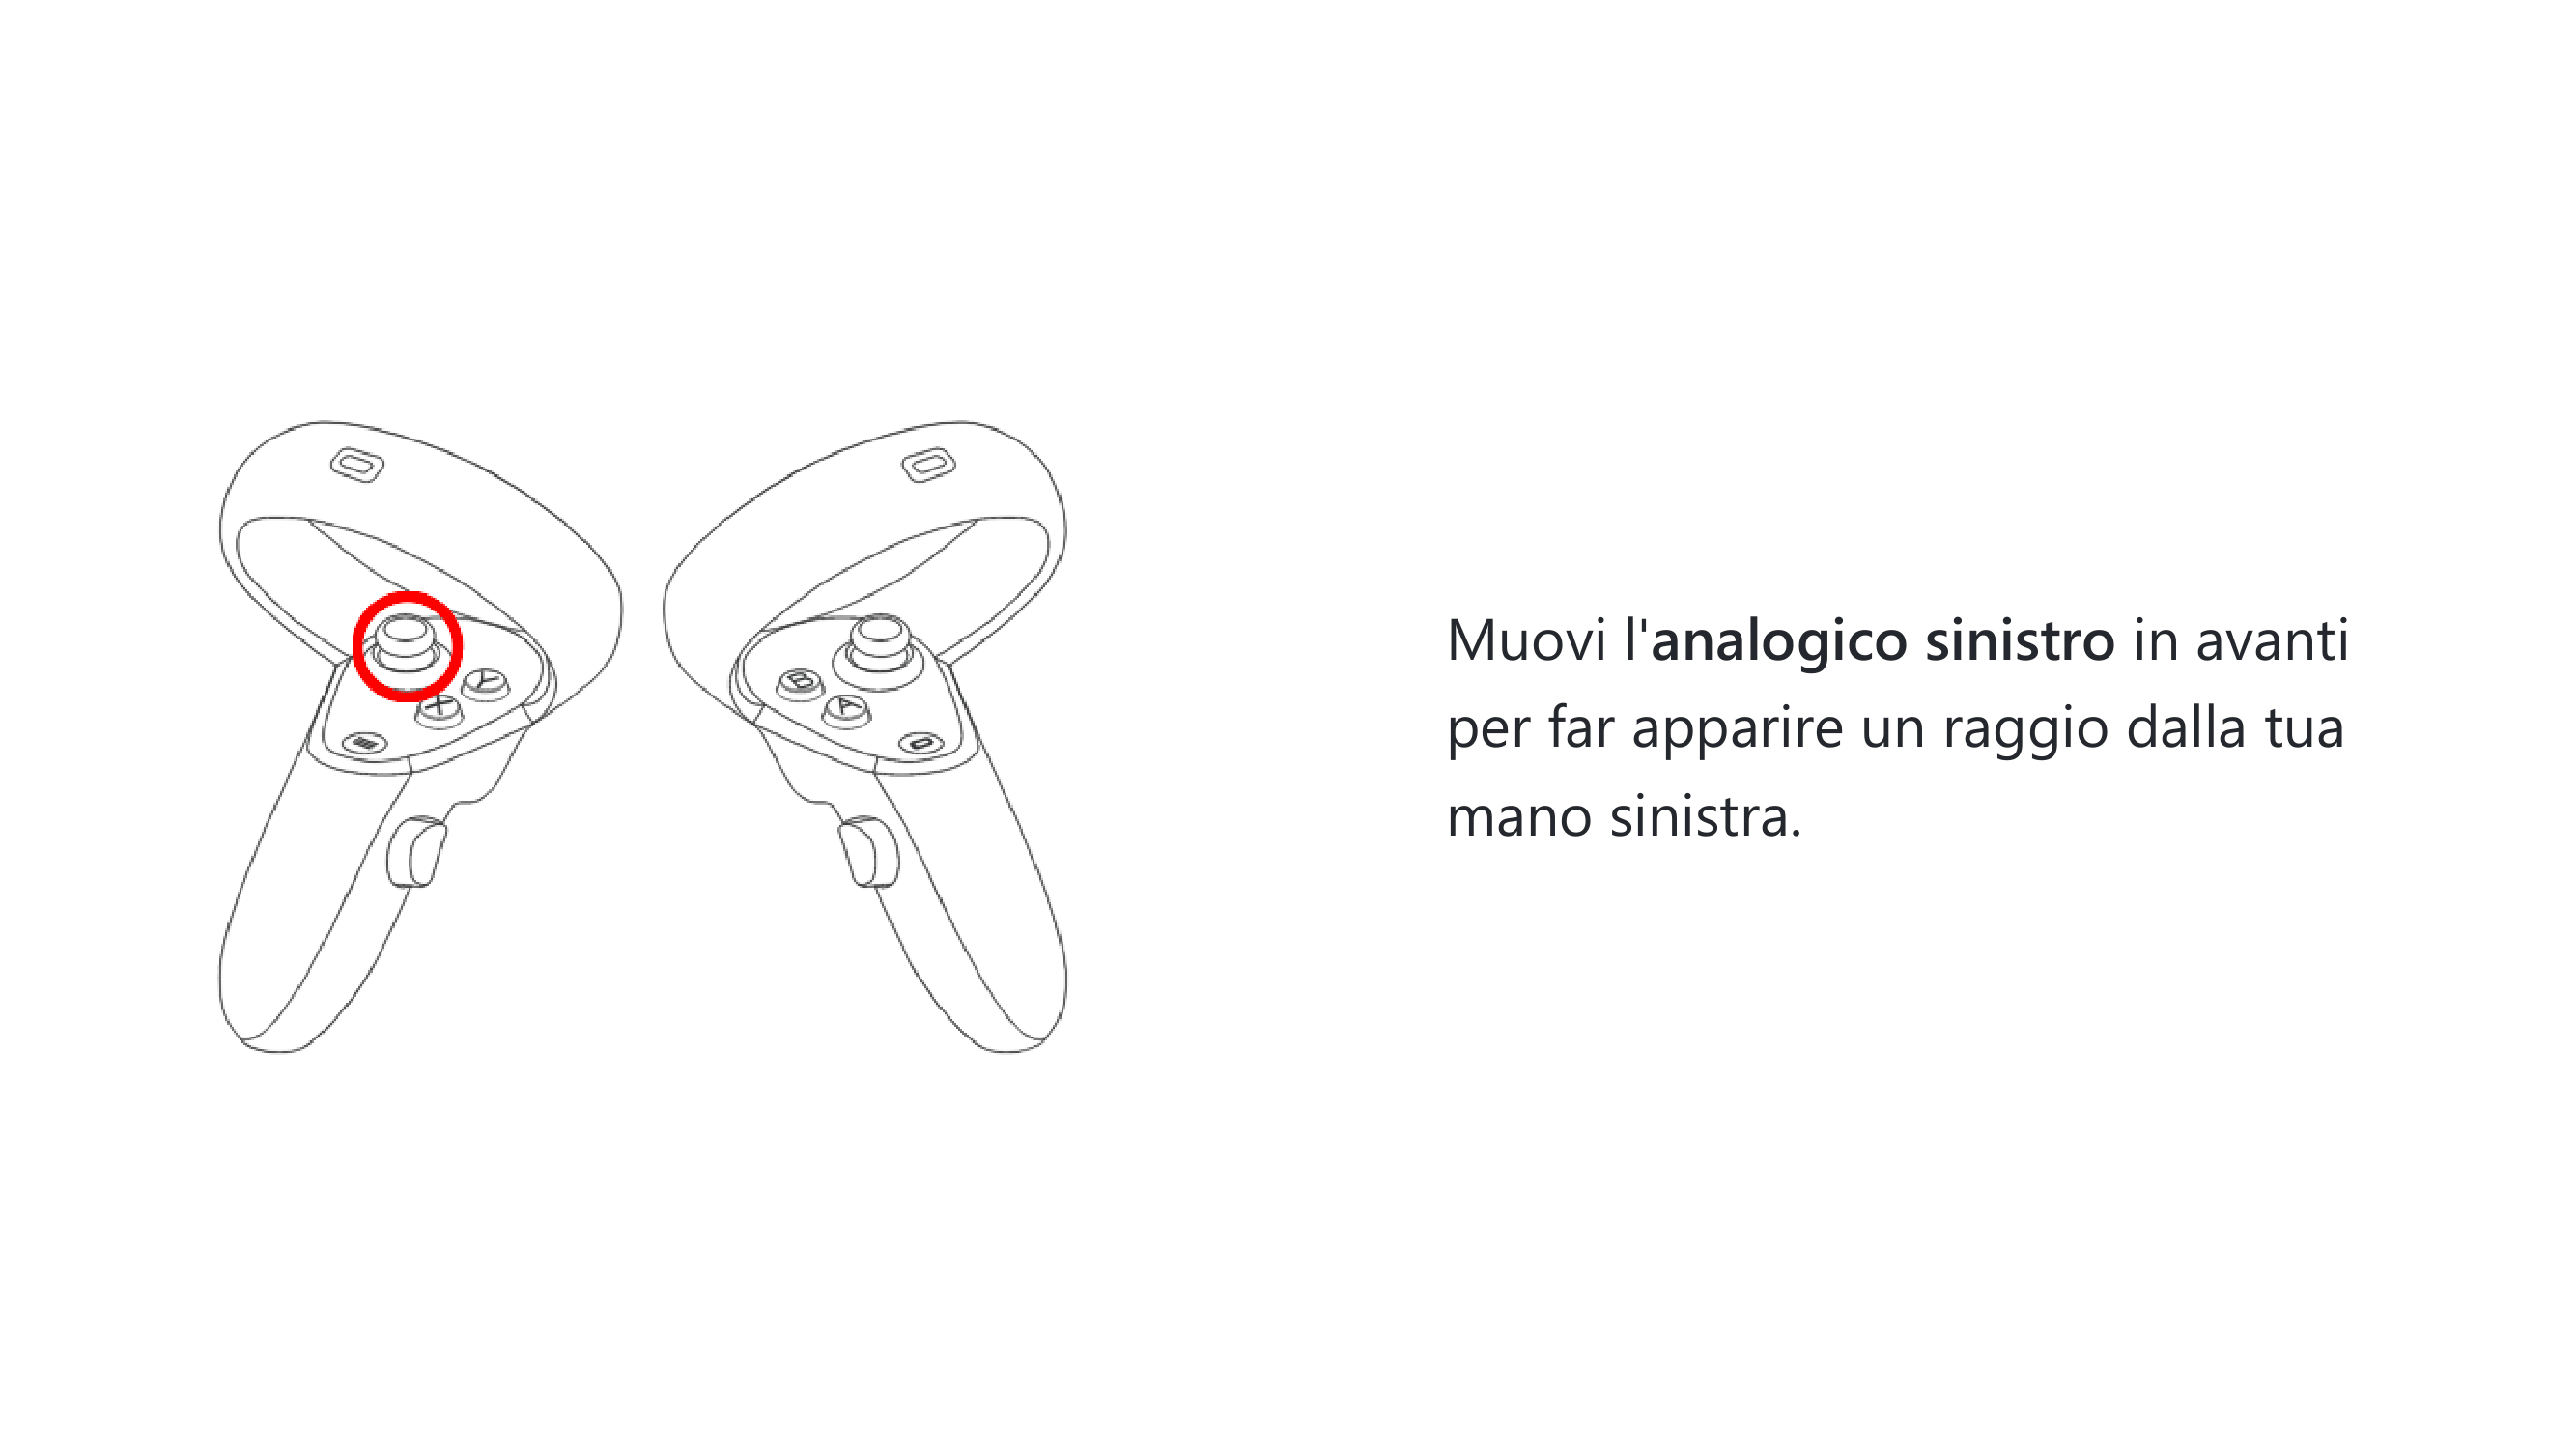 Muovi l'analogico sinistro in avanti
per far apparire un raggio dalla tua
mano sinistra.
Y
X
B
A